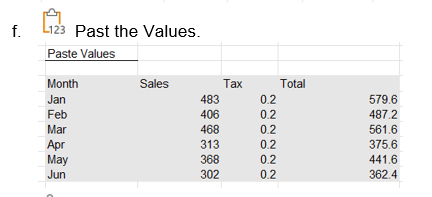 f. 123 Past the Values.
Paste Values
Month Sales Tax Total
Jan 483 0.2 579.6
Feb 406 0.2 487.2
Mar 468 0.2 561.6
Apr 313 0.2 375.6
May 368 0.2 441.6
Jun 302 0.2 362.4